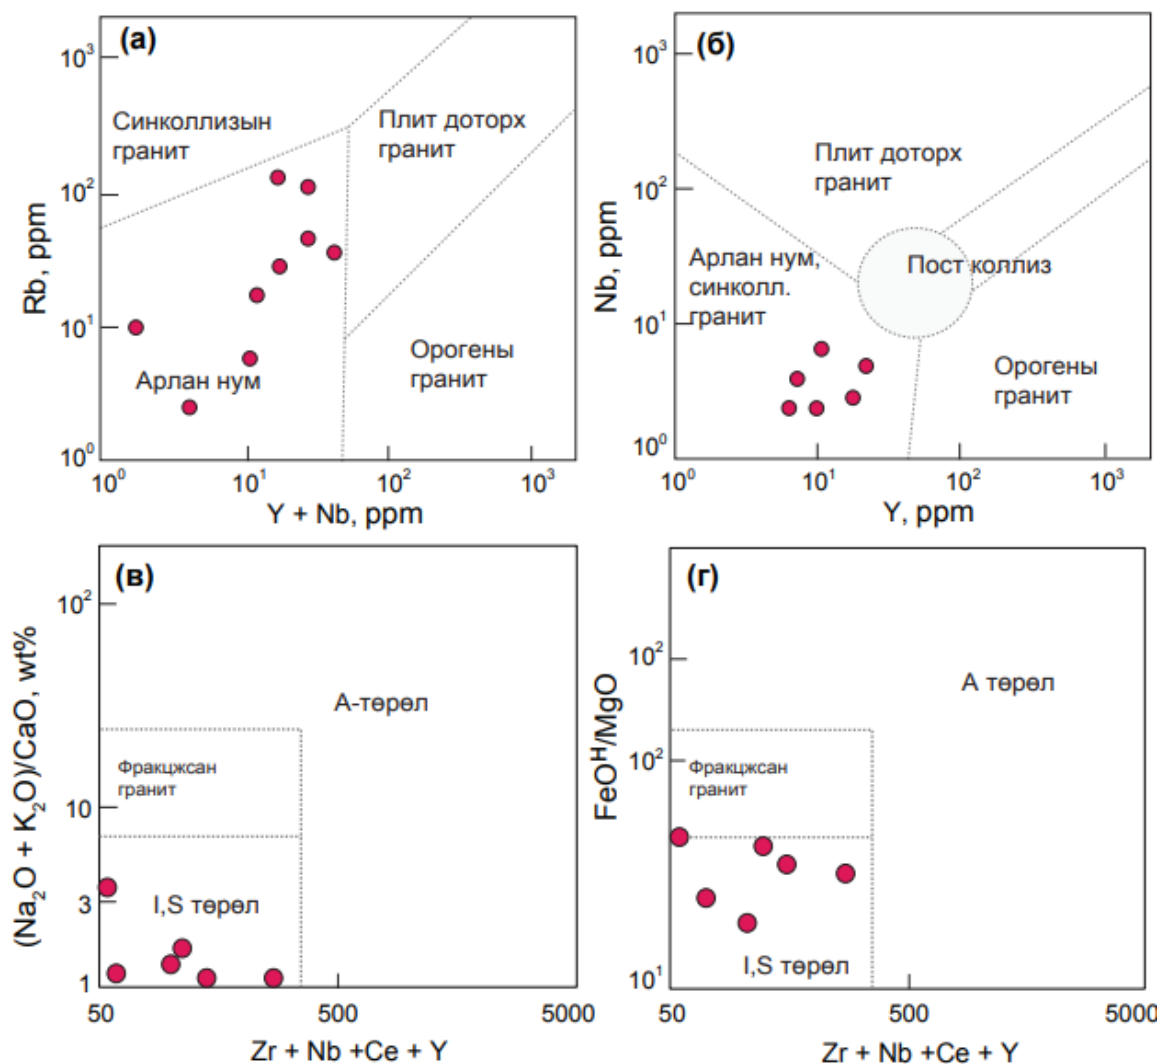 (а)
10³
Синколлизын
гранит
Плит доторх
гранит
10²
Rb, ppm
10¹
Арлан нум
Орогены
гранит
10⁰
10⁰ 10¹ 10² 10³
Y + Nb, ppm
(б)
10³
Плит доторх
гранит
10²
Nb, ppm
Арлан нум,
синколл.
гранит
Пост коллиз
10¹
Орогены
гранит
10⁰
10⁰ 10¹ 10² 10³
Y, ppm
(в)
10²
А-төрөл
(Na₂O + K₂O)/CaO, wt%
Фракцжсан
гранит
10
3
I,S төрөл
1
50 500 5000
Zr + Nb +Ce + Y
(г)
10²
А төрөл
FeOᴴ/MgO
10²
Фракцжсан
гранит
I,S төрөл
10¹
50 500 5000
Zr + Nb +Ce + Y